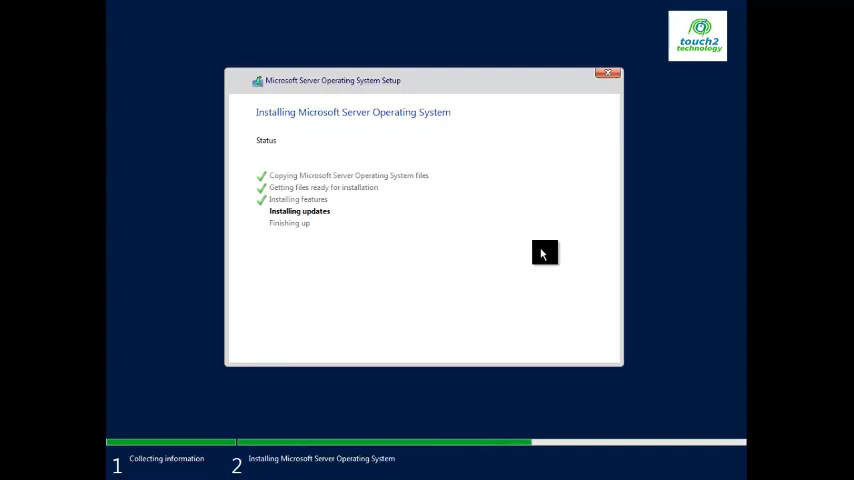 touch2
technology
Microsoft Server Operating System Setup
Installing Microsoft Server Operating System
Status
Copying Microsoft Server Operating System files
Getting files ready for installation
Installing features
Installing updates
Finishing up
1 Collecting information
2 Installing Microsoft Server Operating System